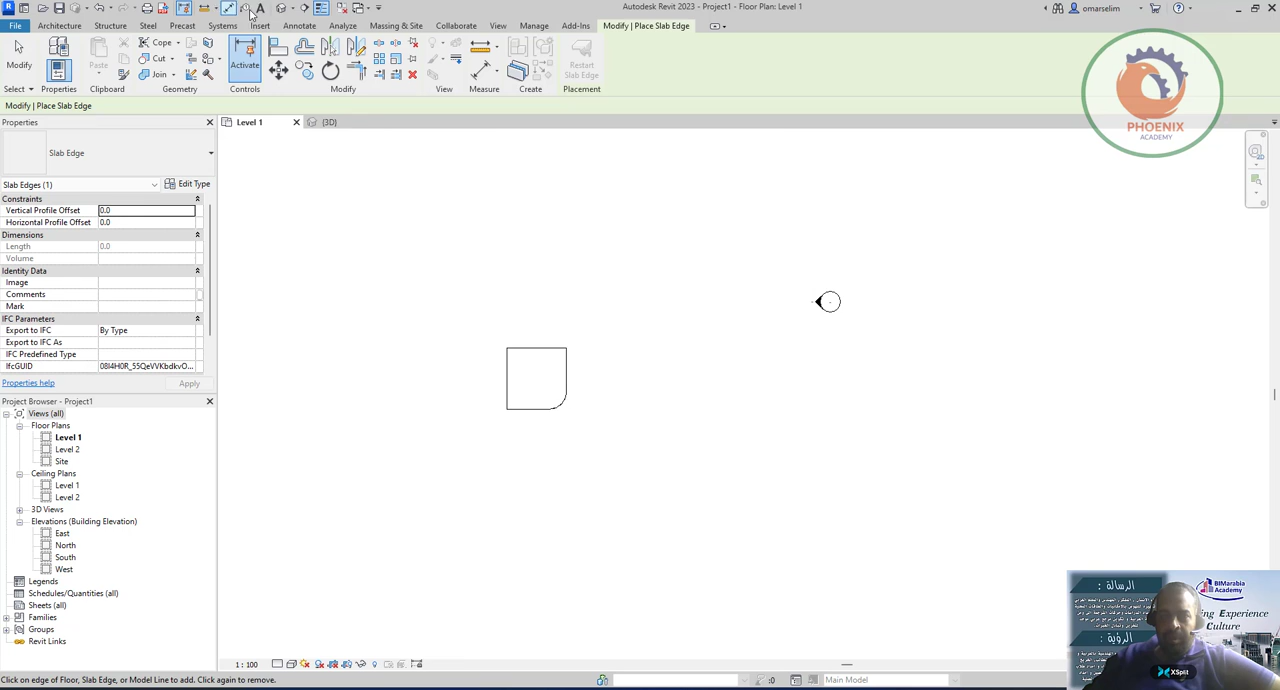 Autodesk Revit 2023 - Project1 - Floor Plan: Level 1
omarselim
File
Architecture
Structure
Steel
Precast
Systems
Insert
Annotate
Analyze
Massing & Site
Collaborate
View
Manage
Add-Ins
Modify | Place Slab Edge
Modify
Paste
Cope
Cut
Join
Activate
Restart
Slab Edge
Select
Properties
Clipboard
Geometry
Controls
Modify
View
Measure
Create
Placement
Modify | Place Slab Edge
PHOENIX
ACADEMY
Properties
Level 1
{3D}
Slab Edge
Slab Edges (1)
Edit Type
Constraints
Vertical Profile Offset 0.0
Horizontal Profile Offset 0.0
Dimensions
Length 0.0
Volume
Identity Data
Image
Comments
Mark
IFC Parameters
Export to IFC By Type
Export to IFC As
IFC Predefined Type
IfcGUID 08I4H0R_55QeVVKbdkvO...
Properties help
Apply
Project Browser - Project1
Views (all)
Floor Plans
Level 1
Level 2
Site
Ceiling Plans
Level 1
Level 2
3D Views
Elevations (Building Elevation)
East
North
South
West
Legends
Schedules/Quantities (all)
Sheets (all)
Families
Groups
Revit Links
1 : 100
Click on edge of Floor, Slab Edge, or Model Line to add. Click again to remove.
:0
Main Model
الرسالة :
الرؤية :
BIMarabia
Academy
Experience
Culture
XSplit